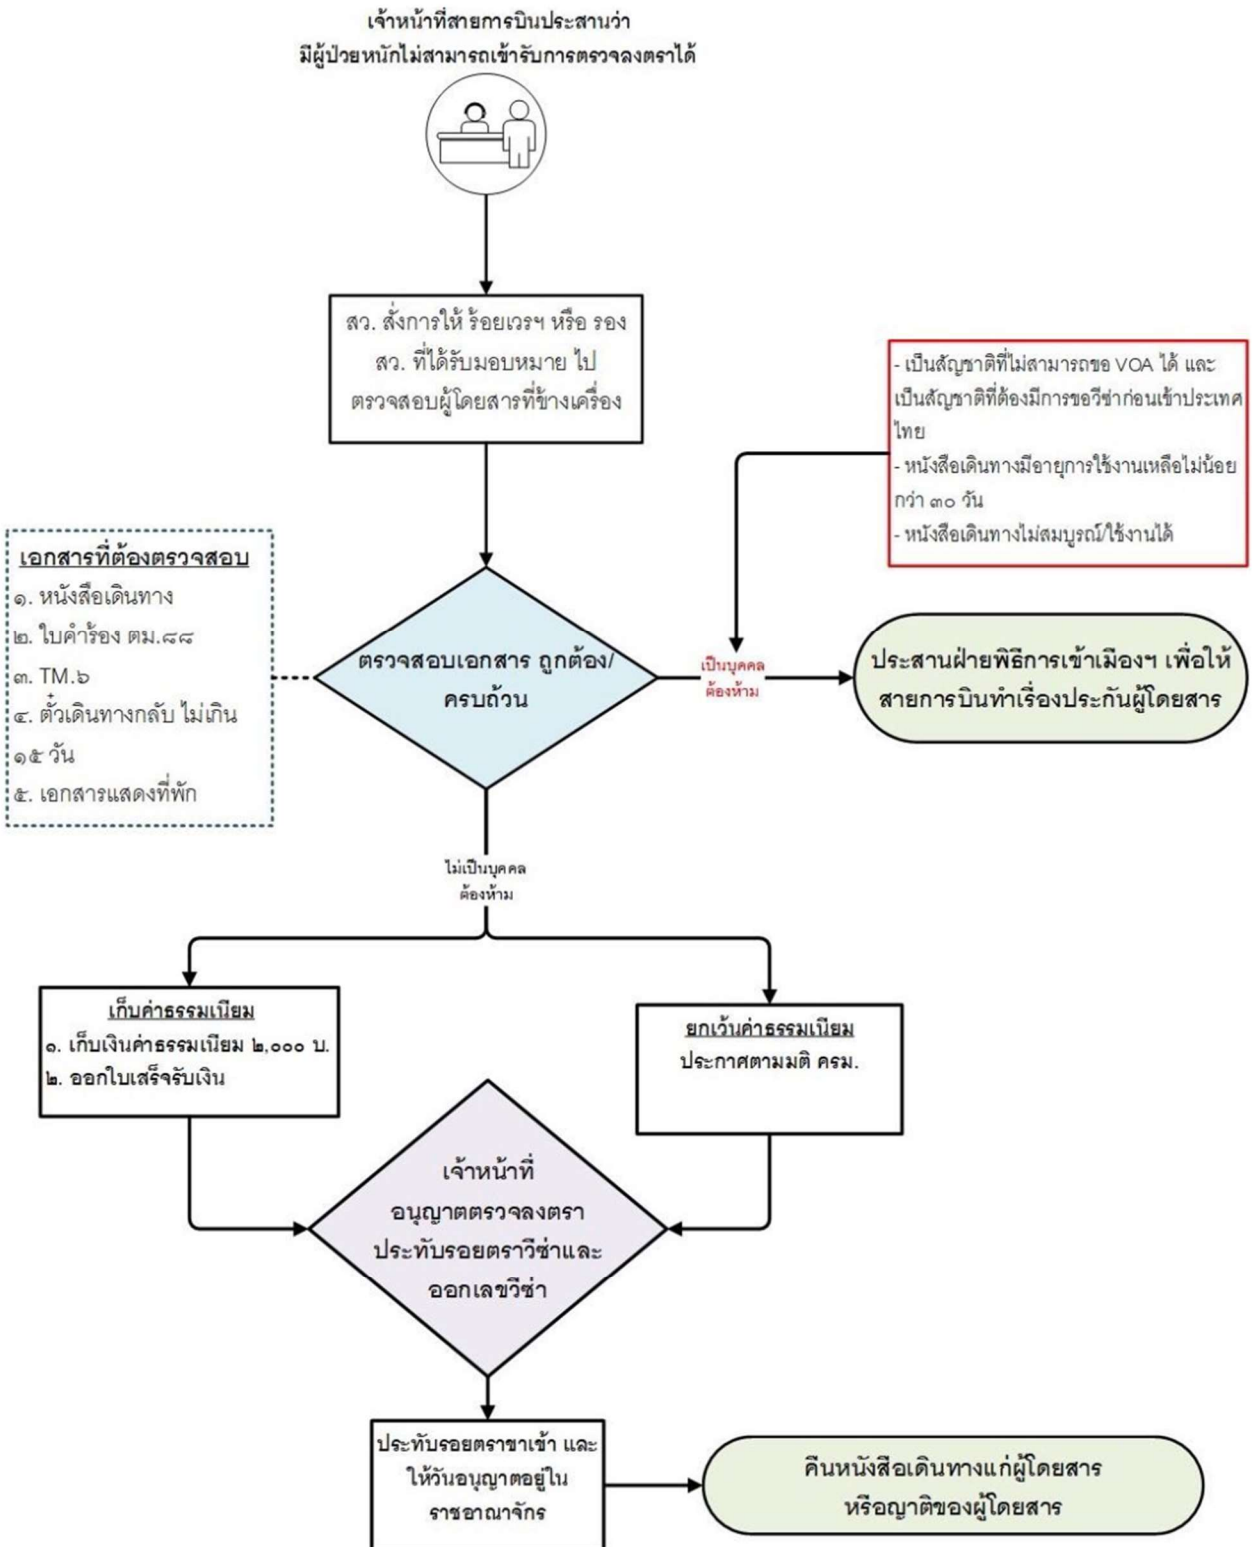 เจ้าหน้าที่สายการบินประสานว่า
มีผู้ป่วยหนักไม่สามารถเข้ารับการตรวจลงตราได้
สว. สั่งการให้ ร้อยเวรฯ หรือ รอง
สว. ที่ได้รับมอบหมาย ไป
ตรวจสอบผู้โดยสารที่ข้างเครื่อง
- เป็นสัญชาติที่ไม่สามารถขอ VOA ได้ และ
เป็นสัญชาติที่ต้องมีการขอวีซ่าก่อนเข้าประเทศ
ไทย
- หนังสือเดินทางมีอายุการใช้งานเหลือไม่น้อย
กว่า ๓๐ วัน
- หนังสือเดินทางไม่สมบูรณ์/ใช้งานได้
เอกสารที่ต้องตรวจสอบ
๑. หนังสือเดินทาง
๒. ใบคำร้อง ตม.๘๘
๓. TM.๖
๔. ตั๋วเดินทางกลับ ไม่เกิน
๑๕ วัน
๕. เอกสารแสดงที่พัก
ตรวจสอบเอกสาร ถูกต้อง/
ครบถ้วน
เป็นบุคคล
ต้องห้าม
ประสานฝ่ายพิธีการเข้าเมืองฯ เพื่อให้
สายการบินทำเรื่องประกันผู้โดยสาร
ไม่เป็นบุคคล
ต้องห้าม
เก็บค่าธรรมเนียม
๑. เก็บเงินค่าธรรมเนียม ๒,๐๐๐ บ.
๒. ออกใบเสร็จรับเงิน
ยกเว้นค่าธรรมเนียม
ประกาศตามมติ ครม.
เจ้าหน้าที่
อนุญาตตรวจลงตรา
ประทับรอยตราวีซ่าและ
ออกเลขวีซ่า
ประทับรอยตราขาเข้า และ
ให้วันอนุญาตอยู่ใน
ราชอาณาจักร
คืนหนังสือเดินทางแก่ผู้โดยสาร
หรือญาติของผู้โดยสาร